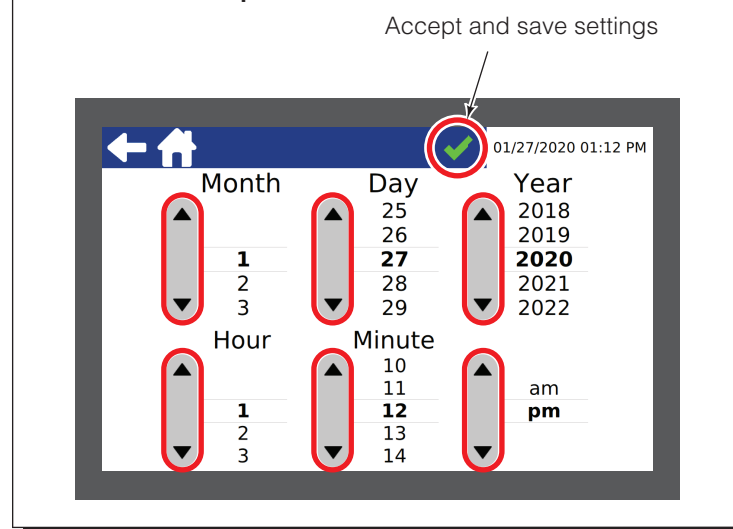 Accept and save settings
01/27/2020 01:12 PM
Month Day Year
25 2018
26 2019
1 27 2020
2 28 2021
3 29 2022
Hour Minute
10
11 am
1 12 pm
2 13
3 14